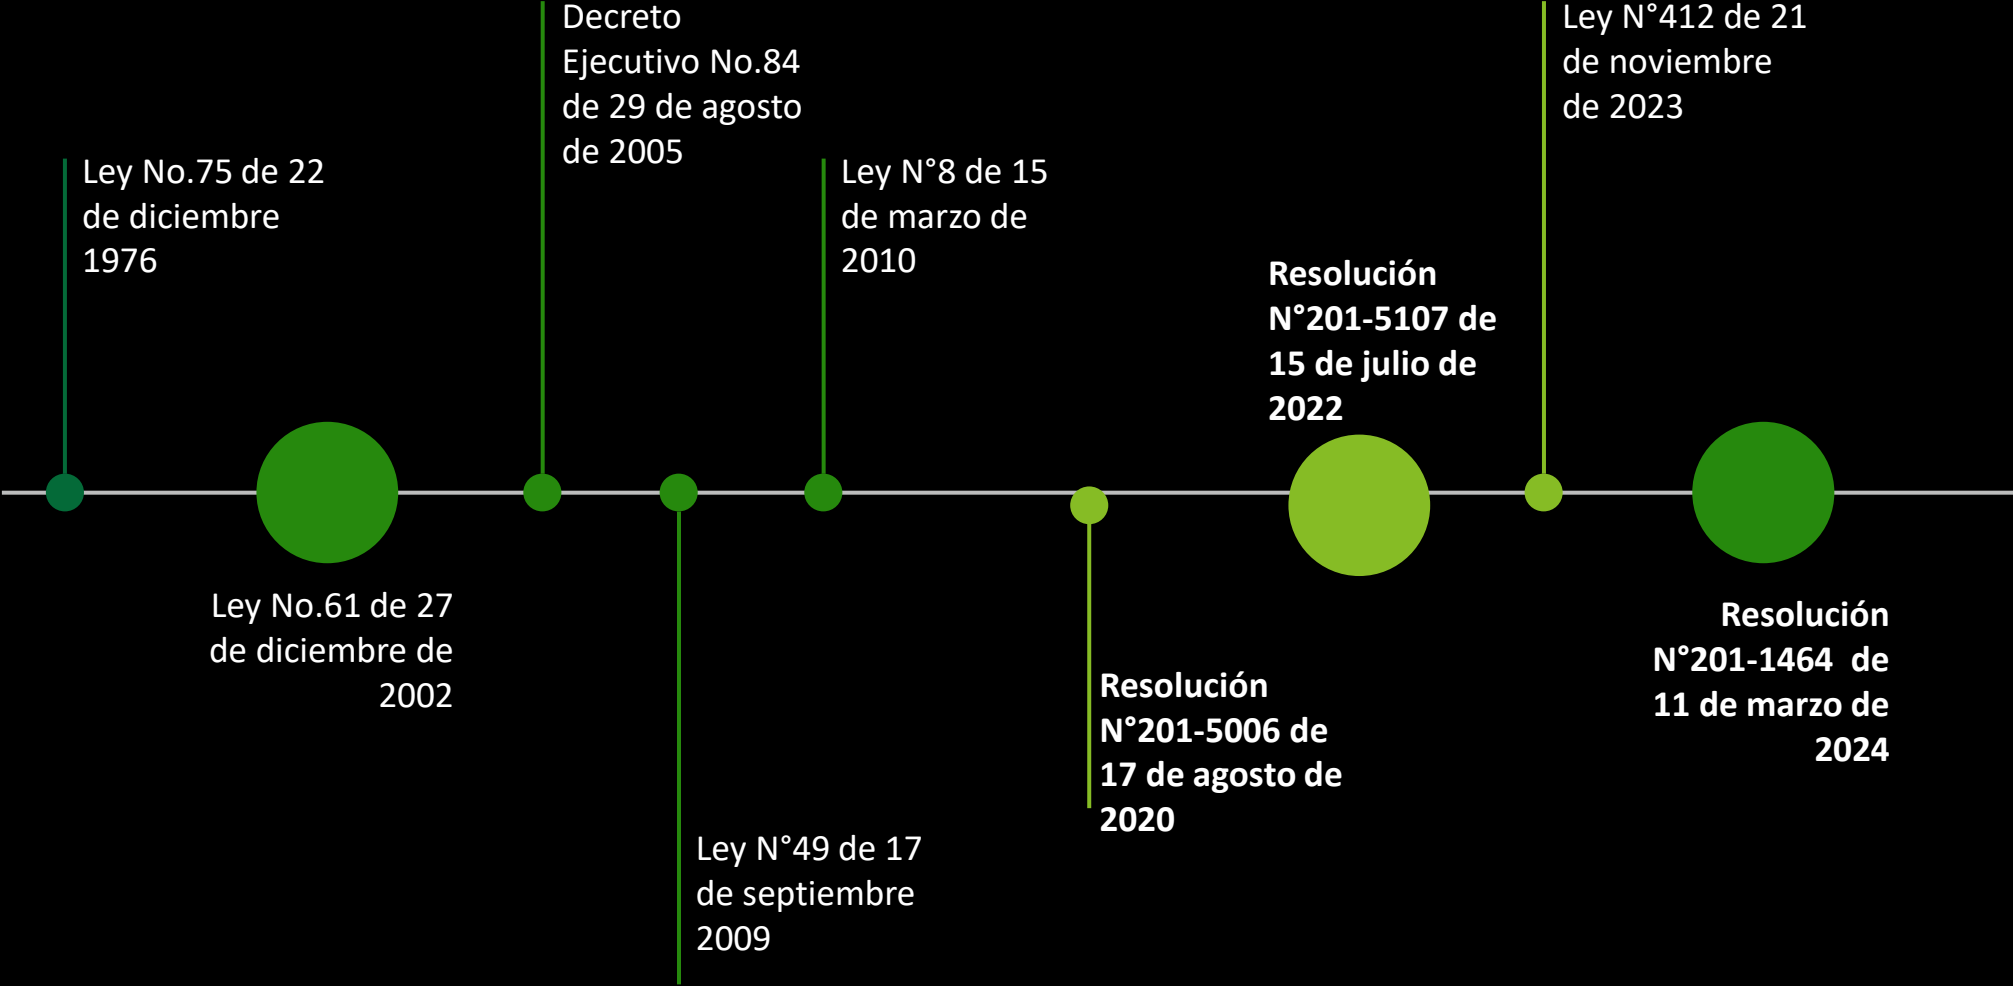 Ley No.75 de 22
de diciembre
1976
Ley No.61 de 27
de diciembre de
2002
Decreto
Ejecutivo No.84
de 29 de agosto
de 2005
Ley N°49 de 17
de septiembre
2009
Ley N°8 de 15
de marzo de
2010
Resolución
N°201-5006 de
17 de agosto de
2020
Resolución
N°201-5107 de
15 de julio de
2022
Ley N°412 de 21
de noviembre
de 2023
Resolución
N°201-1464 de
11 de marzo de
2024